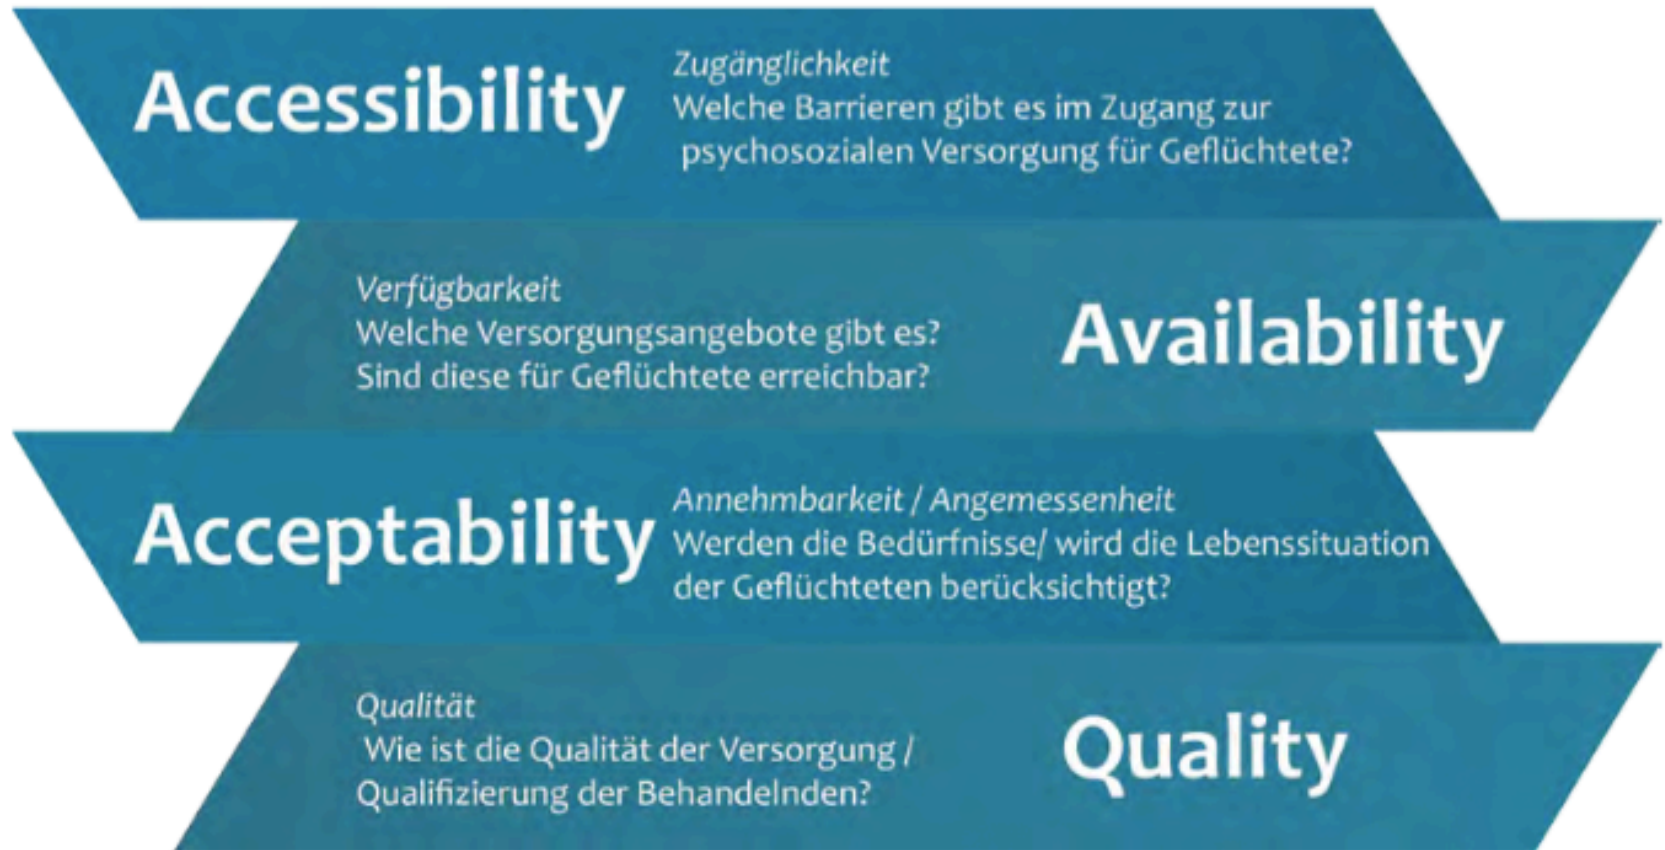 Accessibility
Zugänglichkeit
Welche Barrieren gibt es im Zugang zur
psychosozialen Versorgung für Geflüchtete?
Verfügbarkeit
Welche Versorgungsangebote gibt es?
Sind diese für Geflüchtete erreichbar?
Availability
Acceptability
Annehmbarkeit / Angemessenheit
Werden die Bedürfnisse/ wird die Lebenssituation
der Geflüchteten berücksichtigt?
Qualität
Wie ist die Qualität der Versorgung /
Qualifizierung der Behandelnden?
Quality